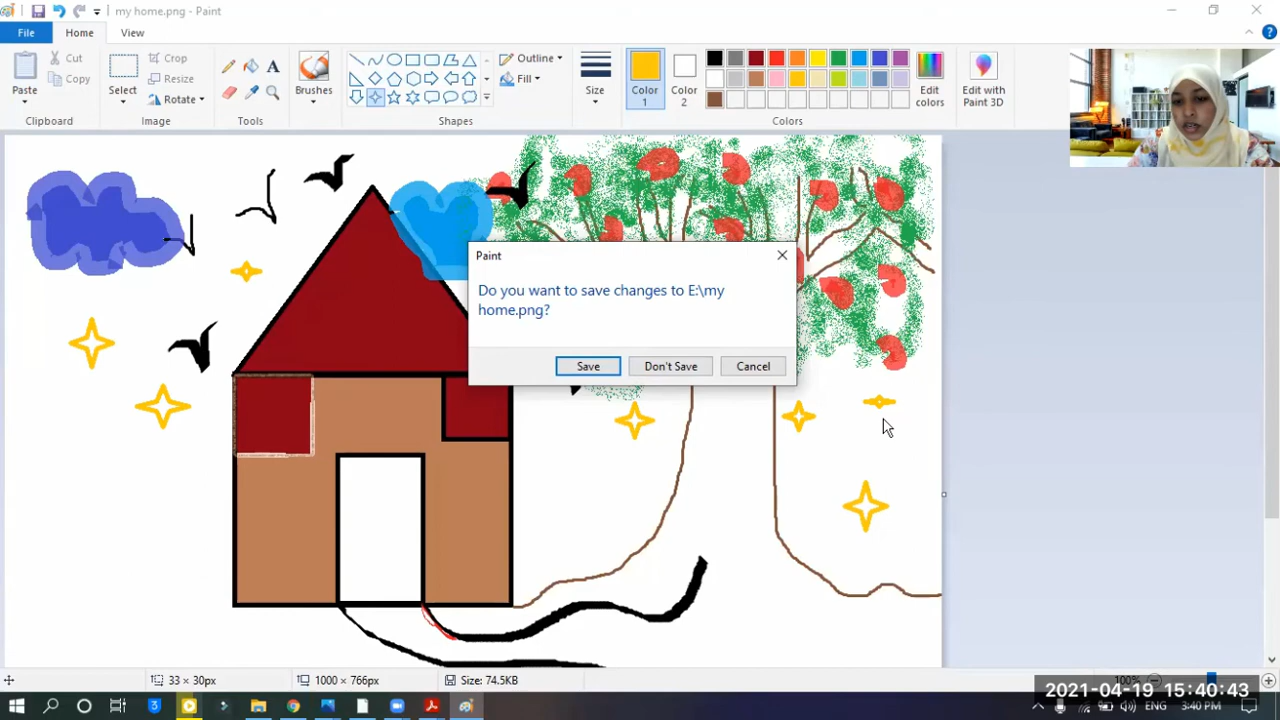 my home.png - Paint
File
Home
View
Paste
Cut
Copy
Clipboard
Select
Crop
Resize
Rotate
Image
Tools
Brushes
Shapes
Outline
Fill
Size
Color
1
Color
2
Edit
colors
Colors
Edit with
Paint 3D
Paint
Do you want to save changes to E:\my
home.png?
Save
Don't Save
Cancel
33 × 30px
1000 × 766px
Size: 74.5KB
100%
2021-04-19 15:40:43
ENG
3:40 PM